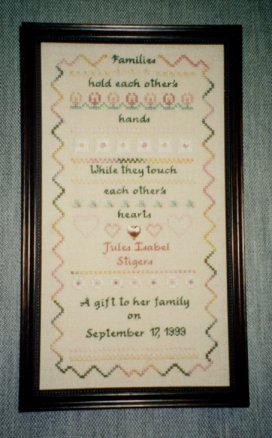 Families
hold each other's
hands
While they touch
each other's
hearts
Jules Isabel
Stigers
A gift to her family
on
September 17, 1999